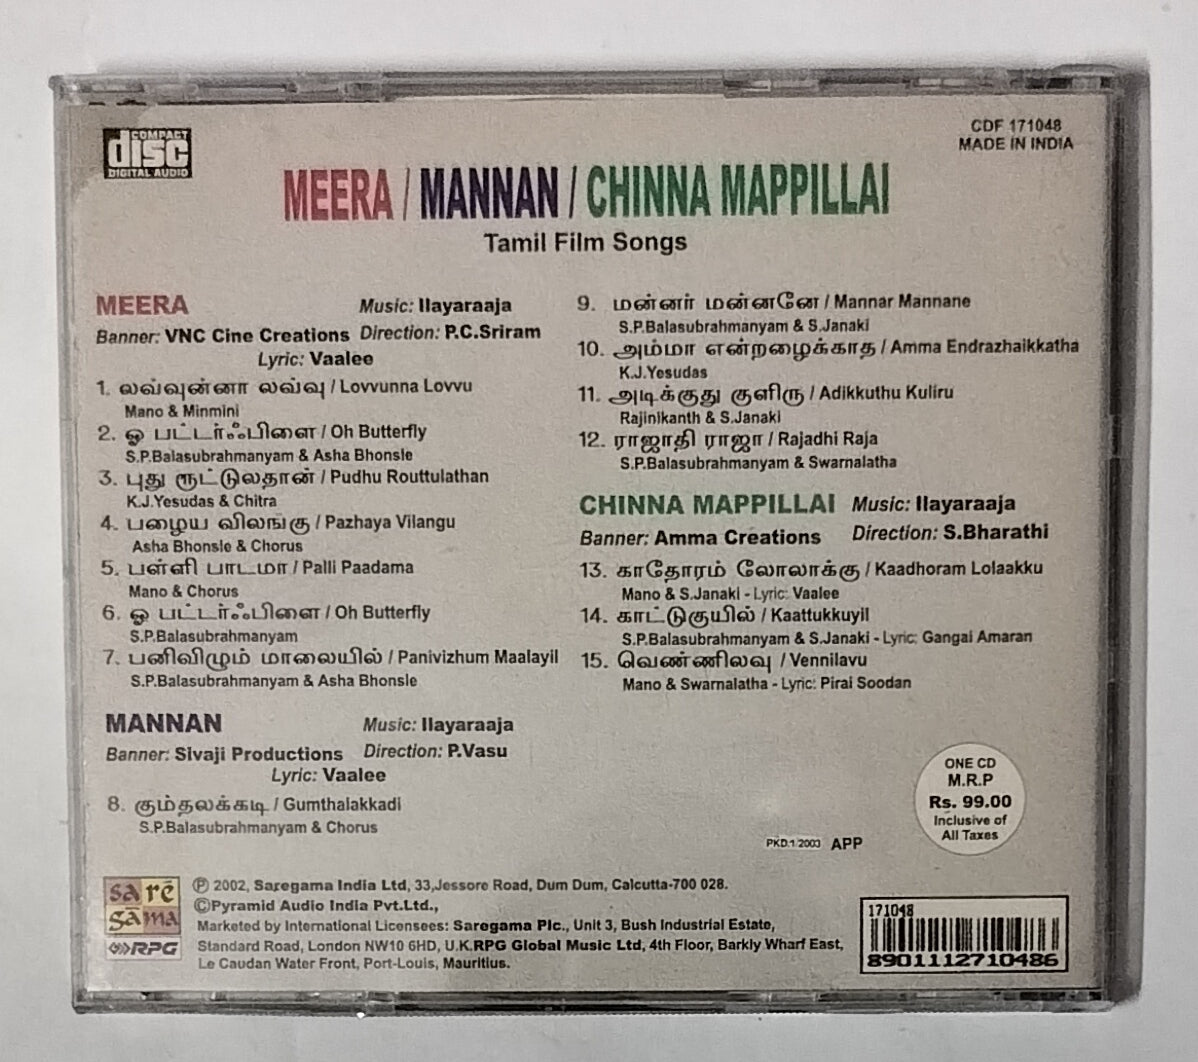 COMPACT
disc
DIGITAL AUDIO
CDF 171048
MADE IN INDIA
MEERA / MANNAN / CHINNA MAPPILLAI
Tamil Film Songs
MEERA Music: Ilayaraaja
Banner: VNC Cine Creations Direction: P.C.Sriram
Lyric: Vaalee
1. லவ்வுன்னா லவ்வு / Lovvunna Lovvu
Mano & Minmini
2. ஓ பட்டர்ஃபிளை / Oh Butterfly
S.P.Balasubrahmanyam & Asha Bhonsle
3. புது ரூட்டுலதான் / Pudhu Routtulathan
K.J.Yesudas & Chitra
4. பழைய விலங்கு / Pazhaya Vilangu
Asha Bhonsle & Chorus
5. பள்ளி பாடமா / Palli Paadama
Mano & Chorus
6. ஓ பட்டர்ஃபிளை / Oh Butterfly
S.P.Balasubrahmanyam
7. பனிவிழும் மாலையில் / Panivizhum Maalayil
S.P.Balasubrahmanyam & Asha Bhonsle
MANNAN Music: Ilayaraaja
Banner: Sivaji Productions Direction: P.Vasu
Lyric: Vaalee
8. கும்தலக்கடி / Gumthalakkadi
S.P.Balasubrahmanyam & Chorus
9. மன்னர் மன்னனே / Mannar Mannane
S.P.Balasubrahmanyam & S.Janaki
10. அம்மா என்றழைக்காத / Amma Endrazhaikkatha
K.J.Yesudas
11. அடிக்குது குளிரு / Adikkuthu Kuliru
Rajinikanth & S.Janaki
12. ராஜாதி ராஜா / Rajadhi Raja
S.P.Balasubrahmanyam & Swarnalatha
CHINNA MAPPILLAI Music: Ilayaraaja
Banner: Amma Creations Direction: S.Bharathi
13. காதோரம் லோலாக்கு / Kaadhoram Lolaakku
Mano & S.Janaki - Lyric: Vaalee
14. காட்டுகுயில் / Kaattukkuyil
S.P.Balasubrahmanyam & S.Janaki - Lyric: Gangai Amaran
15. வெண்ணிலவு / Vennilavu
Mano & Swarnalatha - Lyric: Pirai Soodan
ONE CD
M.R.P
Rs. 99.00
Inclusive of
All Taxes
PKD.1 2003 APP
sa rē
gāma
RPG
Ⓟ 2002, Saregama India Ltd, 33,Jessore Road, Dum Dum, Calcutta-700 028.
©Pyramid Audio India Pvt.Ltd.,
Marketed by International Licensees: Saregama Plc., Unit 3, Bush Industrial Estate,
Standard Road, London NW10 6HD, U.K.RPG Global Music Ltd, 4th Floor, Barkly Wharf East,
Le Caudan Water Front, Port-Louis, Mauritius.
171048
8901112710486